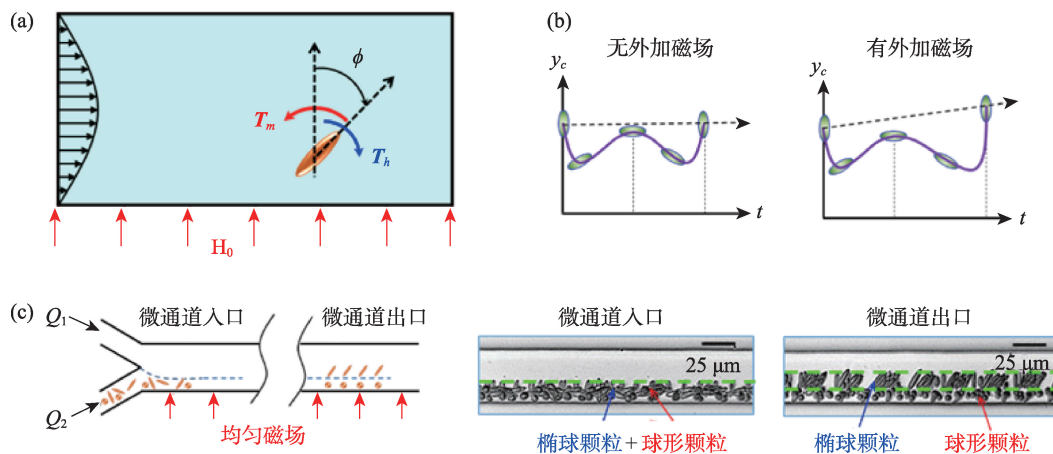 (a)
ϕ
Tm
Th
H0
(b)
无外加磁场
有外加磁场
yc
t
yc
t
(c)
Q1
微通道入口
微通道出口
Q2
均匀磁场
微通道入口
25 μm
椭球颗粒+球形颗粒
微通道出口
25 μm
椭球颗粒
球形颗粒